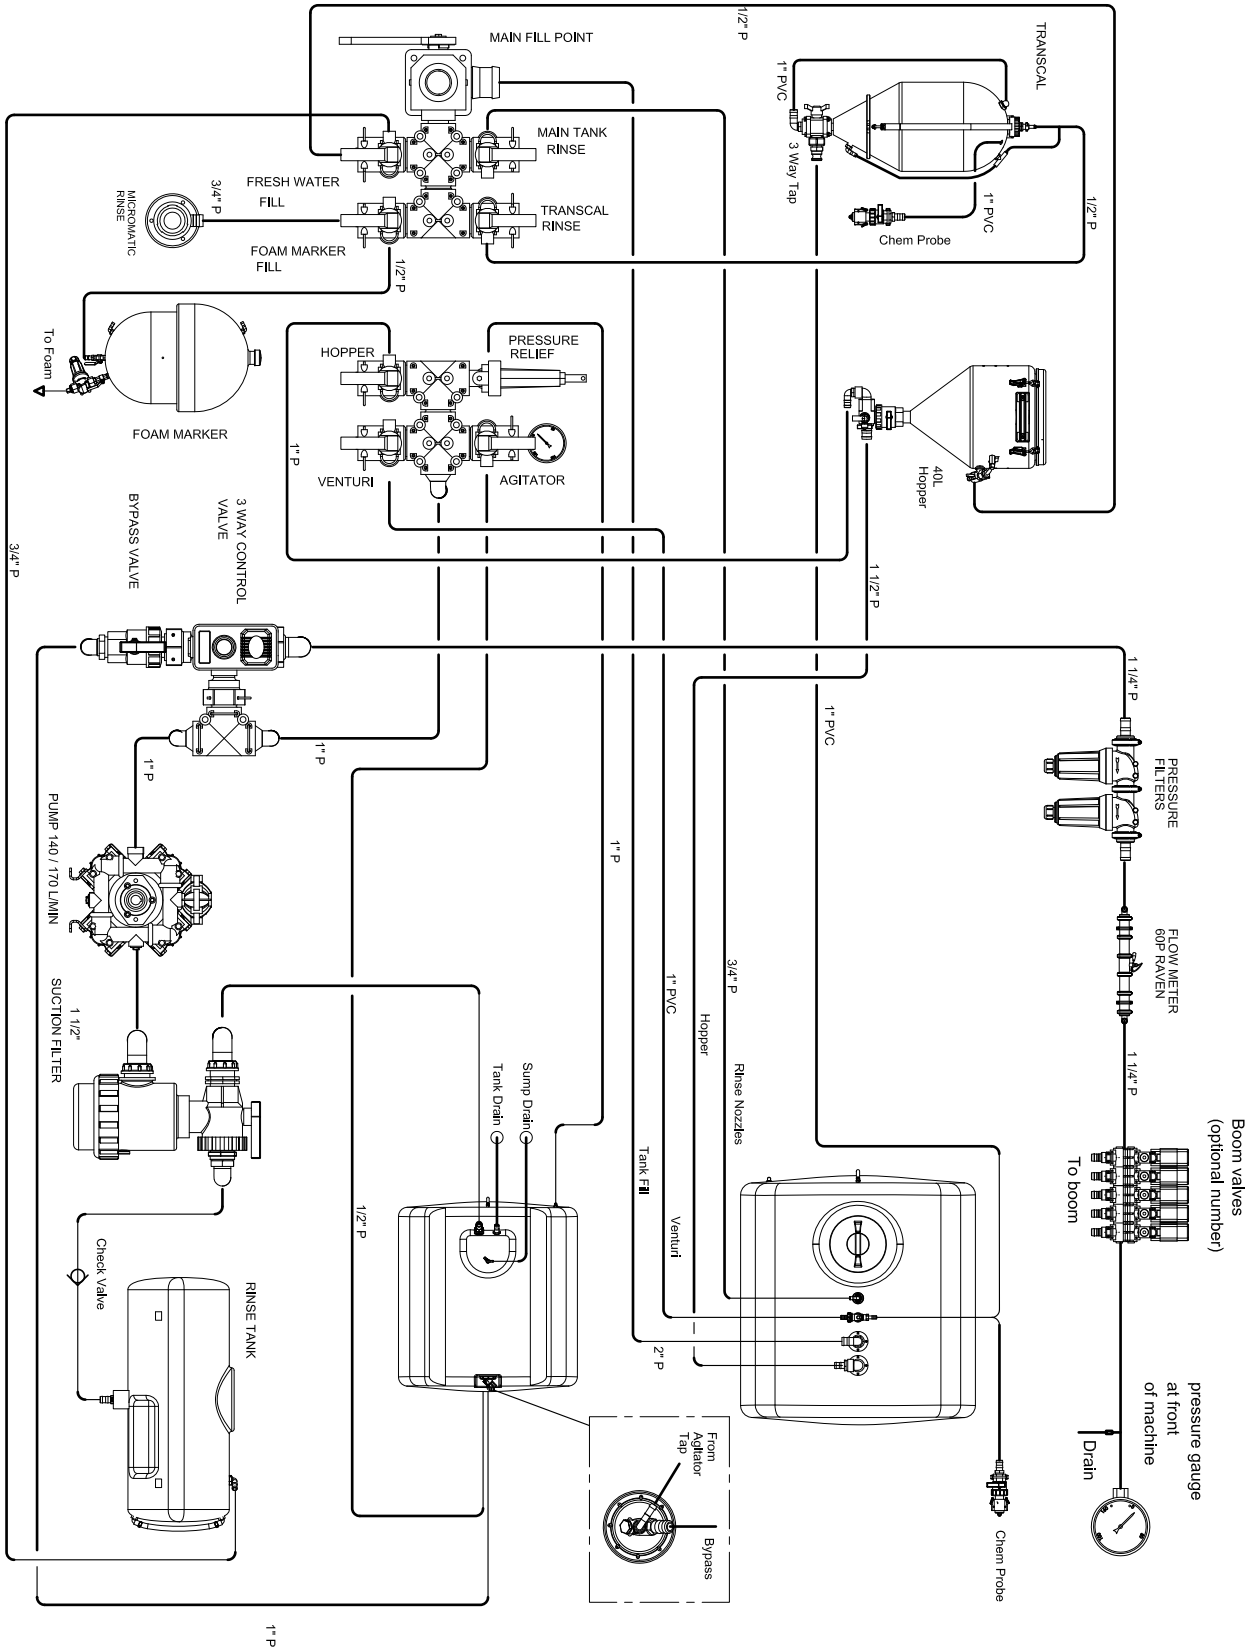 1/2" P
MAIN FILL POINT
TRANSCAL
1" PVC
3 Way Tap
MAIN TANK
RINSE
FRESH WATER
FILL
3/4" P
MICROMATIC
RINSE
TRANSCAL
RINSE
1" PVC
1/2" P
Chem Probe
FOAM MARKER
FILL
1/2" P
To Foam
FOAM MARKER
HOPPER
PRESSURE
RELIEF
VENTURI
AGITATOR
1" P
40L
Hopper
3/4" P
BYPASS VALVE
3 WAY CONTROL
VALVE
1 1/2" P
1 1/4" P
1" PVC
1" P
1" P
PRESSURE
FILTERS
PUMP 140 / 170 L/MIN
1" P
FLOW METER
60P RAVEN
1 1/4" P
3/4" P
1" PVC
Hopper
Rinse Nozzles
1 1/2"
SUCTION FILTER
Tank Drain
Sump Drain
Tank Fill
Venturi
Boom valves
(optional number)
To boom
1/2" P
Check Valve
RINSE TANK
2" P
pressure gauge
at front
of machine
Drain
From
Agitator
Tap
Bypass
Chem Probe
1" P